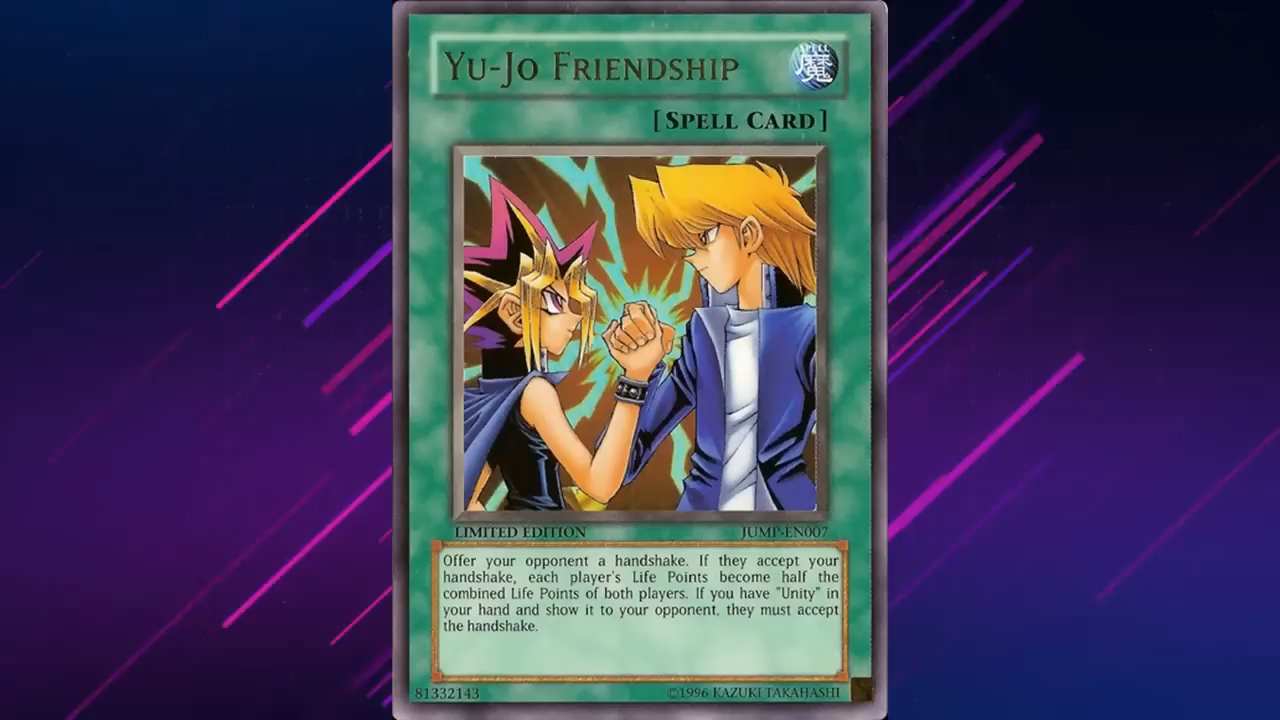 Yu-Jo Friendship
SPELL
魔
[ Spell Card ]
LIMITED EDITION
JUMP-EN007
Offer your opponent a handshake. If they accept your
handshake, each player's Life Points become half the
combined Life Points of both players. If you have "Unity" in
your hand and show it to your opponent, they must accept
the handshake.
81332143
©1996 KAZUKI TAKAHASHI